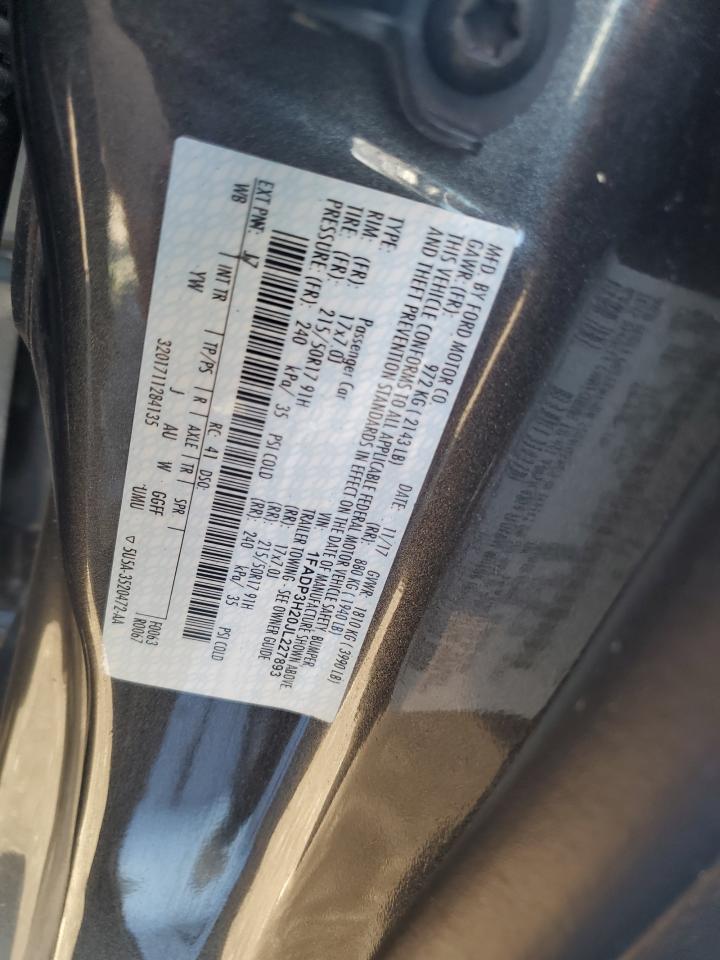 MFD. BY FORD MOTOR CO.
DATE: 11/17 GVWR: 1810 KG (3990 LB)
GAWR: (FR): 972 KG (2143 LB) (RR): 880 KG (1940 LB)
THIS VEHICLE CONFORMS TO ALL APPLICABLE FEDERAL MOTOR VEHICLE SAFETY, BUMPER
AND THEFT PREVENTION STANDARDS IN EFFECT ON THE DATE OF MANUFACTURE SHOWN ABOVE.
VIN: 1FADP3H20JL227893
TYPE: Passenger Car TRAILER TOWING - SEE OWNER GUIDE
RIM: (FR): 17x7.0J (RR): 17x7.0J
TIRE: (FR): 215/50R17 91H (RR): 215/50R17 91H
PRESSURE: (FR): 240 kPa/ 35 PSI COLD (RR): 240 kPa/ 35 PSI COLD
EXT PNT: J7 RC: 41 DSO:
WB INT TR TP/PS R AXLE TR SPR
YW J AU W GGFF
3201711284135 UMU
5U5A-3520472-AA
F0063
R0067